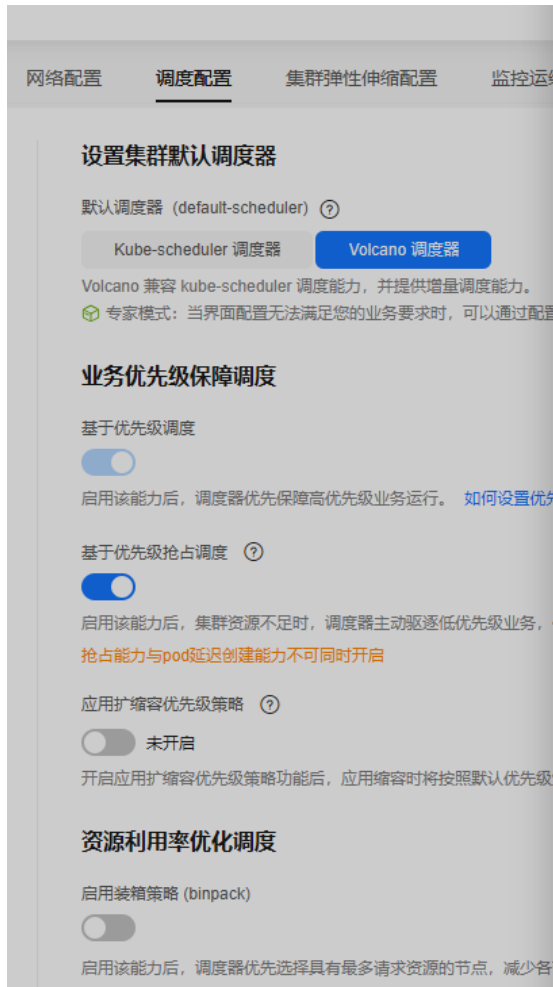 网络配置 调度配置 集群弹性伸缩配置 监控运
设置集群默认调度器
默认调度器（default-scheduler）
Kube-scheduler 调度器 Volcano 调度器
Volcano 兼容 kube-scheduler 调度能力，并提供增量调度能力。
专家模式：当界面配置无法满足您的业务要求时，可以通过配置
业务优先级保障调度
基于优先级调度
启用该能力后，调度器优先保障高优先级业务运行。 如何设置优先
基于优先级抢占调度
启用该能力后，集群资源不足时，调度器主动驱逐低优先级业务，
抢占能力与pod延迟创建能力不可同时开启
应用扩缩容优先级策略
未开启
开启应用扩缩容优先级策略功能后，应用缩容时将按照默认优先级
资源利用率优化调度
启用装箱策略 (binpack)
启用该能力后，调度器优先选择具有最多请求资源的节点，减少各